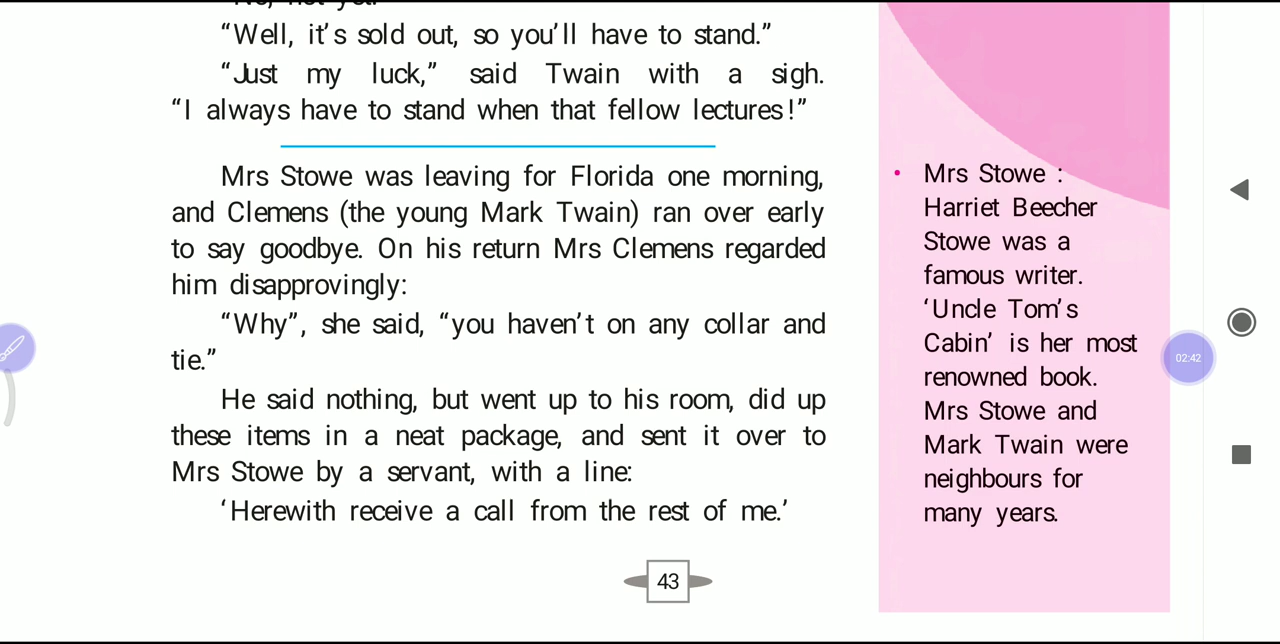 “Well, it’s sold out, so you’ll have to stand.”
“Just my luck,” said Twain with a sigh.
“I always have to stand when that fellow lectures!”
Mrs Stowe was leaving for Florida one morning,
and Clemens (the young Mark Twain) ran over early
to say goodbye. On his return Mrs Clemens regarded
him disapprovingly:
“Why”, she said, “you haven’t on any collar and
tie.”
He said nothing, but went up to his room, did up
these items in a neat package, and sent it over to
Mrs Stowe by a servant, with a line:
‘Herewith receive a call from the rest of me.’
43
• Mrs Stowe :
Harriet Beecher
Stowe was a
famous writer.
‘Uncle Tom’s
Cabin’ is her most
renowned book.
Mrs Stowe and
Mark Twain were
neighbours for
many years.
02:42